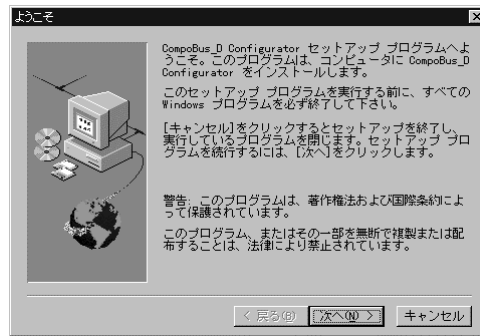 ようこそ
CompoBus_D Configurator セットアップ プログラムへよ
うこそ。このプログラムは、コンピュータに CompoBus_D
Configurator をインストールします。
このセットアップ プログラムを実行する前に、すべての
Windows プログラムを必ず終了して下さい。
[キャンセル]をクリックするとセットアップを終了し、
実行しているプログラムを閉じます。セットアップ プロ
グラムを続行するには、[次へ]をクリックします。
警告: このプログラムは、著作権法および国際条約によ
って保護されています。
このプログラム、またはその一部を無断で複製または配
布することは、法律により禁止されています。
< 戻る(B) 次へ(N) > キャンセル